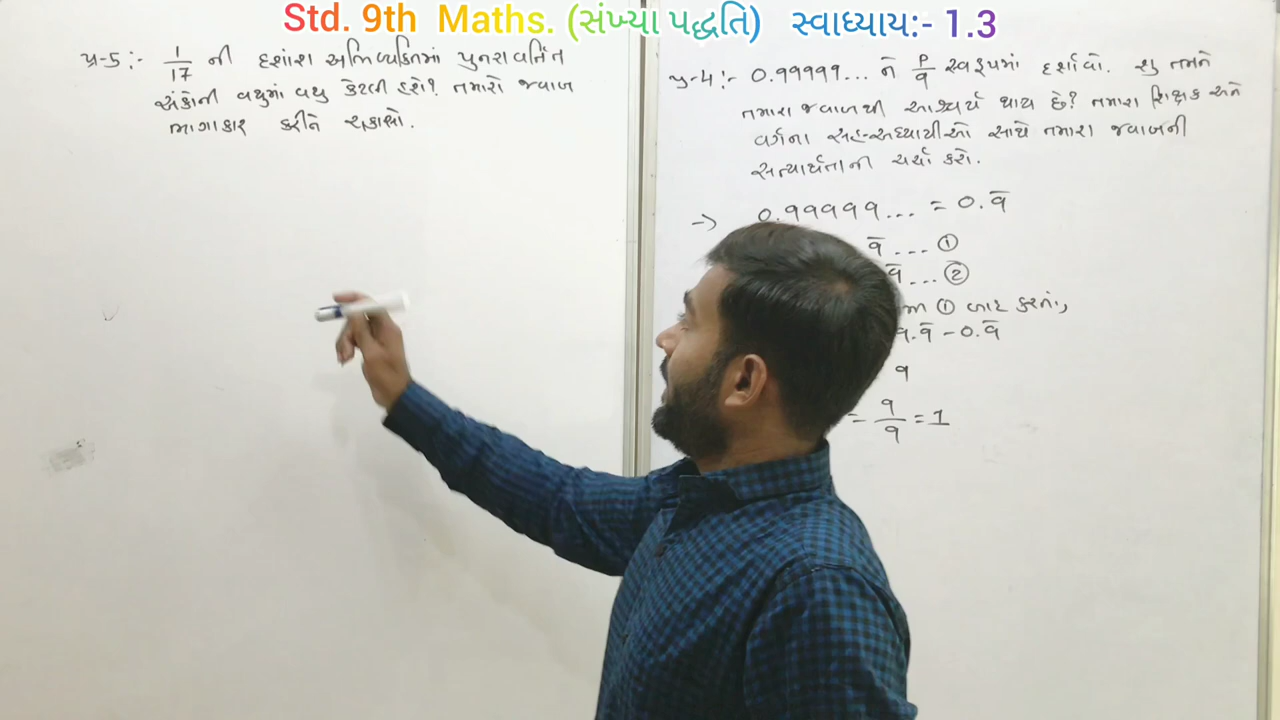 Std. 9th Maths. (સંખ્યા પદ્ધતિ) સ્વાધ્યાય:- 1.3
પ્ર-5:- 1/17 ની દશાંશ અભિવ્યક્તિમાં પુનરાવર્તિત
અંકોની વધુમાં વધુ કેટલી હશે? તમારો જવાબ
ભાગાકાર કરીને ચકાસો.
પ્ર-4:- 0.99999... ને P/q સ્વરૂપમાં દર્શાવો. શુ તમને
તમારા જવાબથી આશ્ચર્ય થાય છે? તમારા શિક્ષક અને
વર્ગના સહ-અધ્યાયીઓ સાથે તમારા જવાબની
સત્યાર્થતાની ચર્ચા કરો.
-> 0.99999... = 0.9̅
9̅ ... ①
9̅ ... ②
① બાદ કરતાં,
9.9̅ - 0.9̅
9
= 9/9 = 1